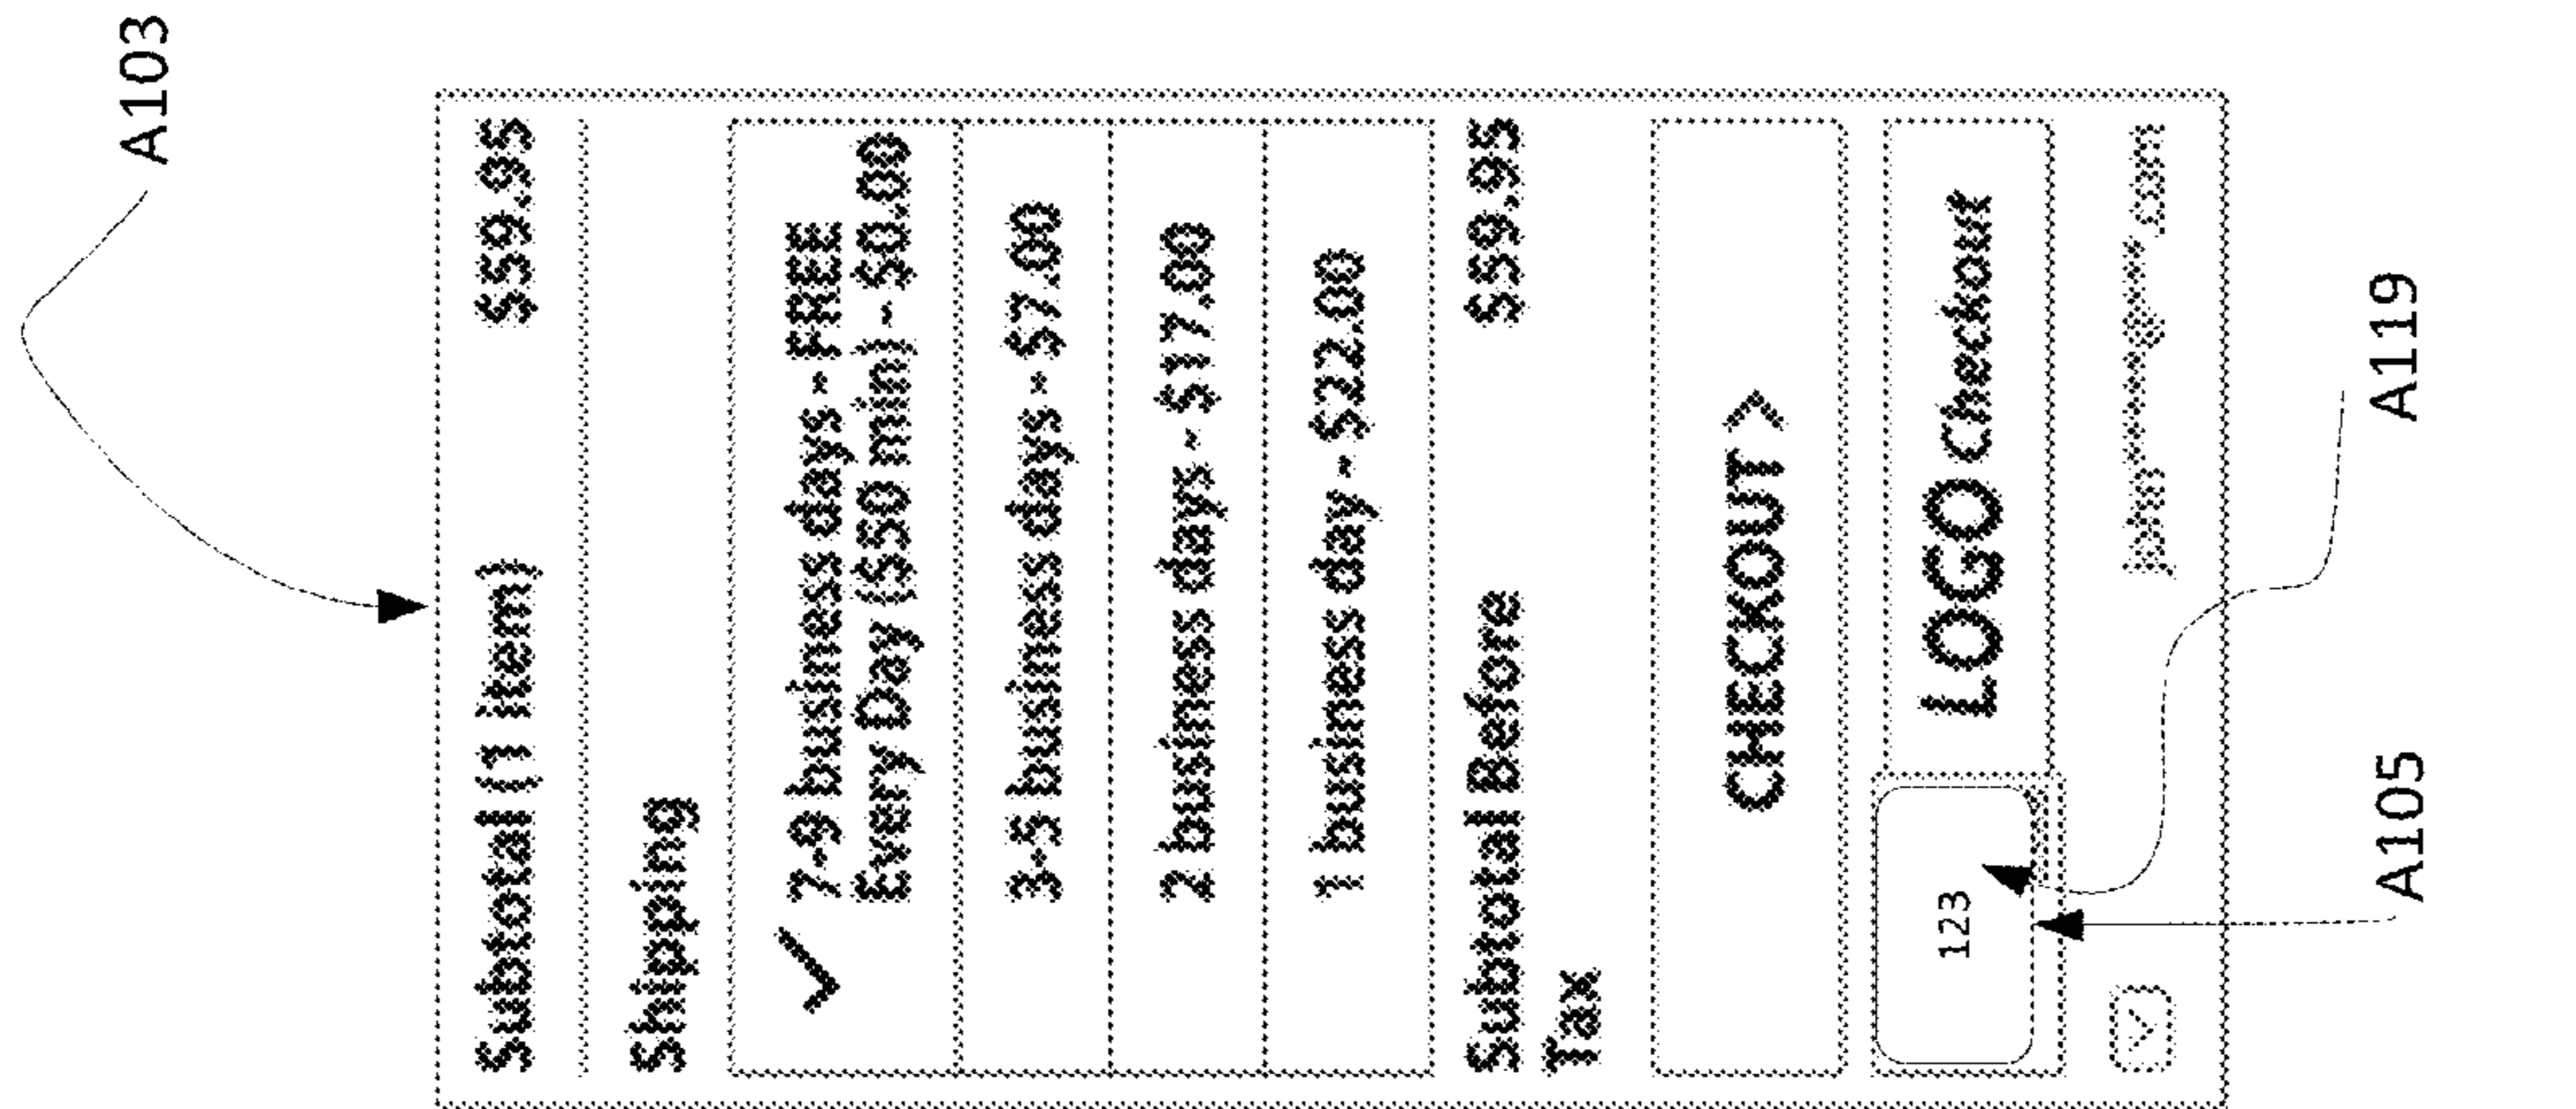 A103
Subtotal (1 item) $59.95
Shipping
✓ 7-9 business days - FREE
Every Day ($50 min) - $0.00
3-5 business days - $7.00
2 business days - $17.00
1 business day - $22.00
Subtotal Before $59.95
Tax
CHECKOUT >
123 LOGO Checkout
A105 A119